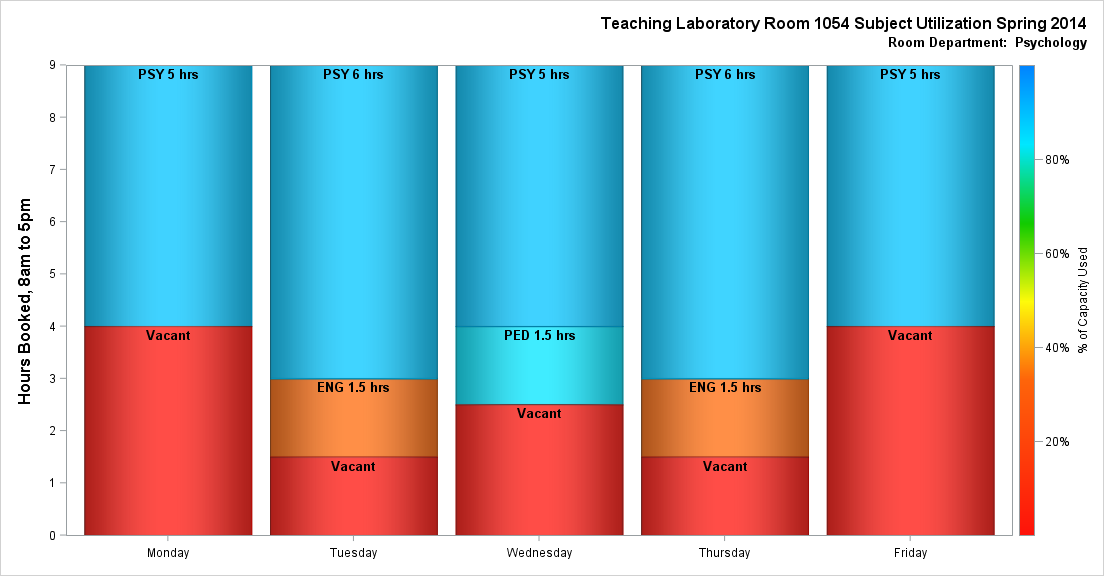 Teaching Laboratory Room 1054 Subject Utilization Spring 2014
Room Department:  Psychology
Hours Booked, 8am to 5pm
9
8
7
6
5
4
3
2
1
0
PSY 5 hrs
Vacant
PSY 6 hrs
ENG 1.5 hrs
Vacant
PSY 5 hrs
PED 1.5 hrs
Vacant
PSY 6 hrs
ENG 1.5 hrs
Vacant
PSY 5 hrs
Vacant
Monday
Tuesday
Wednesday
Thursday
Friday
80%
60%
40%
20%
% of Capacity Used